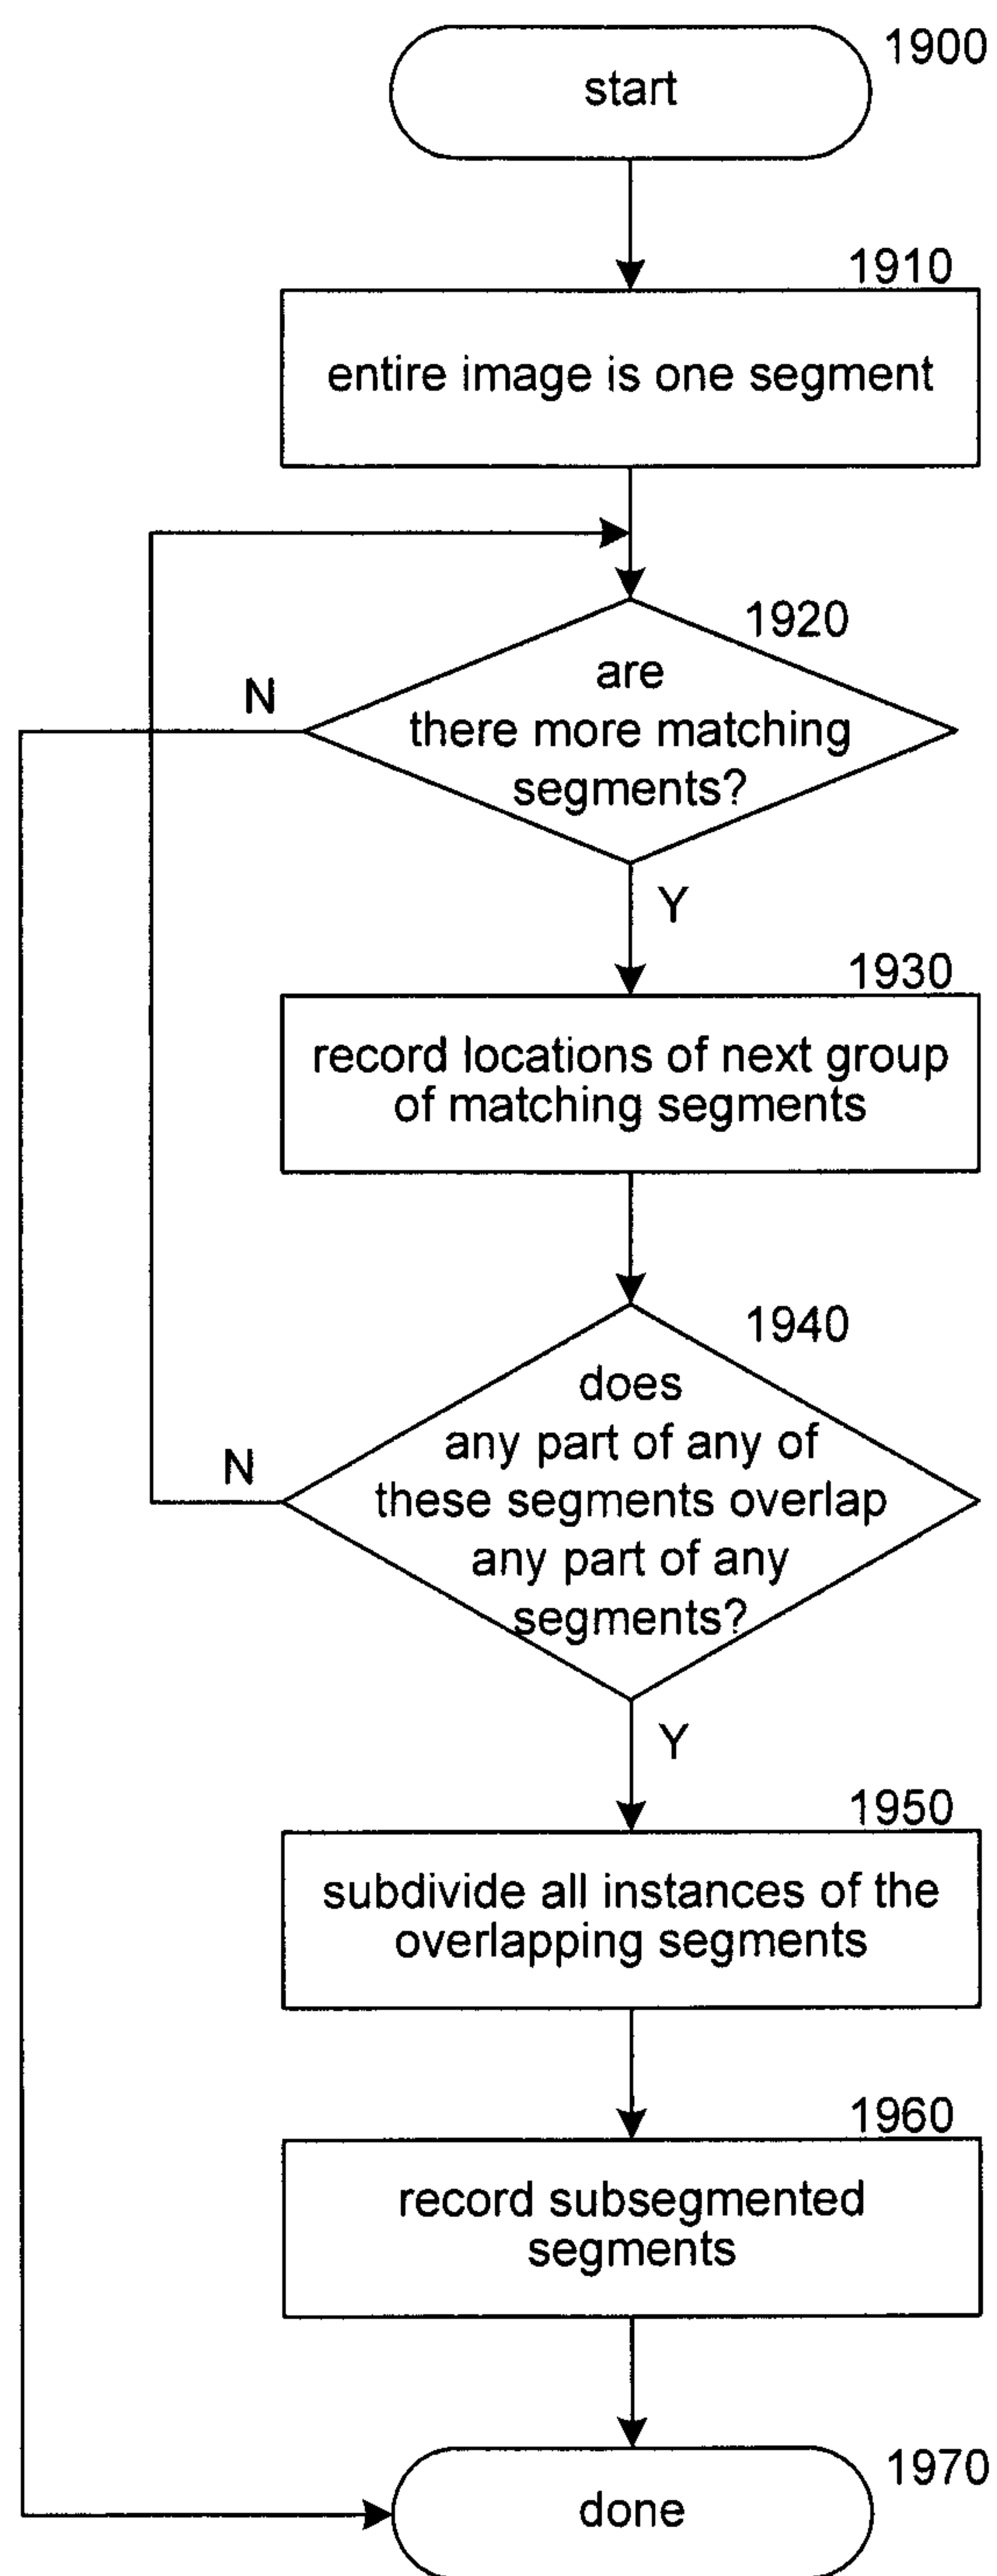 1900
start
1910
entire image is one segment
1920
are
there more matching
segments?
N
Y
1930
record locations of next group
of matching segments
1940
does
any part of any of
these segments overlap
any part of any
segments?
N
Y
1950
subdivide all instances of the
overlapping segments
1960
record subsegmented
segments
1970
done